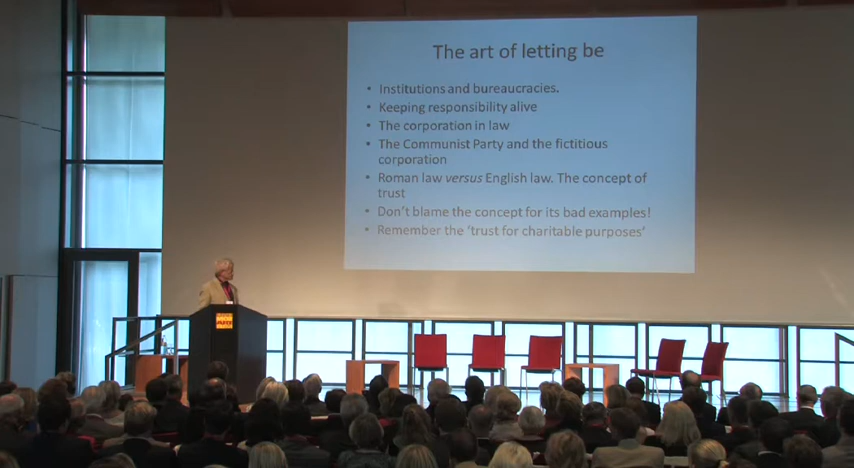 The art of letting be
• Institutions and bureaucracies.
• Keeping responsibility alive
• The corporation in law
• The Communist Party and the fictitious
corporation
• Roman law versus English law. The concept of
trust
• Don't blame the concept for its bad examples!
• Remember the 'trust for charitable purposes'